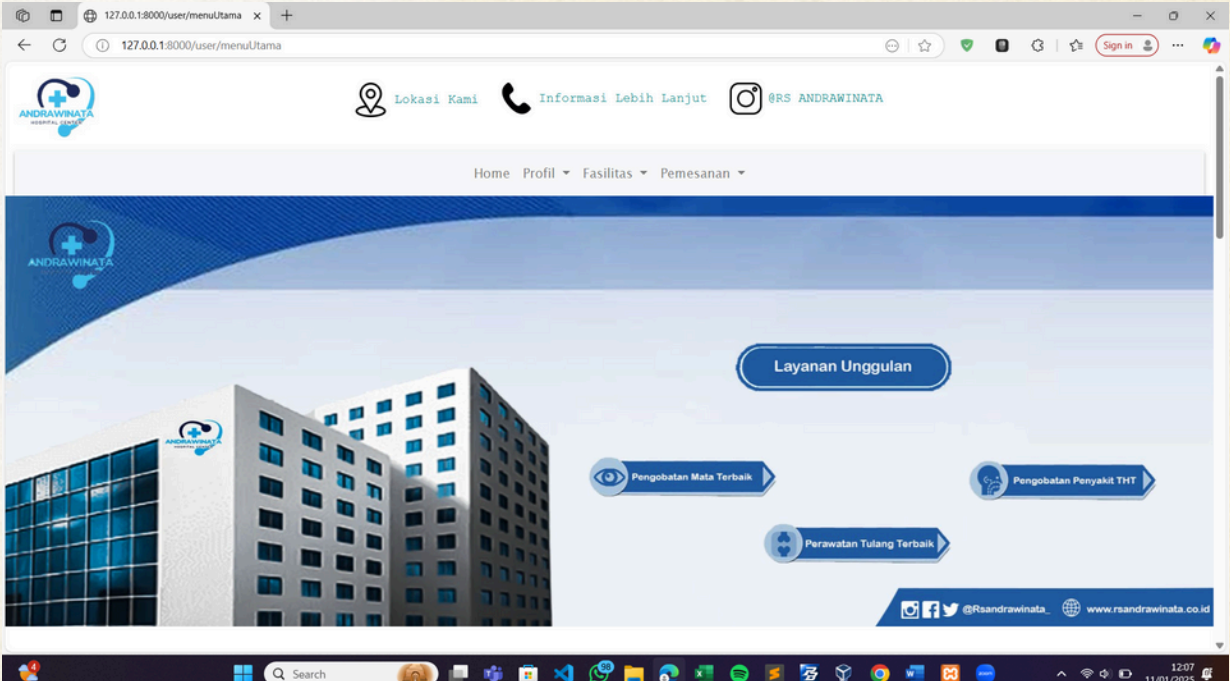 127.0.0.1:8000/user/menuUtama
127.0.0.1:8000/user/menuUtama
Sign in
ANDRAWINATA
HOSPITAL CENTER
Lokasi Kami
Informasi Lebih Lanjut
@RS ANDRAWINATA
Home Profil Fasilitas Pemesanan
ANDRAWINATA
Layanan Unggulan
ANDRAWINATA
HOSPITAL CENTER
Pengobatan Mata Terbaik
Pengobatan Penyakit THT
Perawatan Tulang Terbaik
@Rsandrawinata_ www.rsandrawinata.co.id
4
Search
98
12:07
11/01/2025